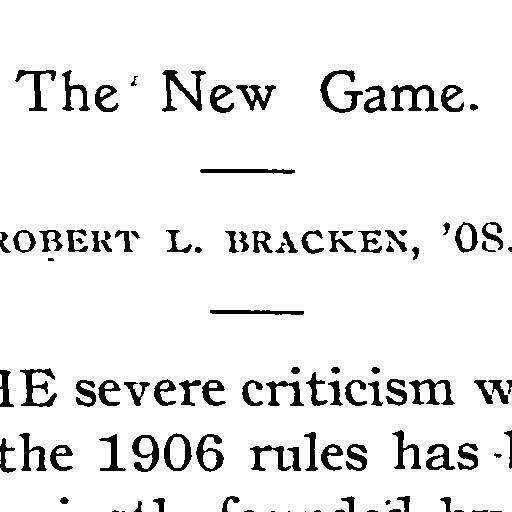 The New Game.
ROBERT L. BRACKEN, '08.
HE severe criticism w
the 1906 rules has